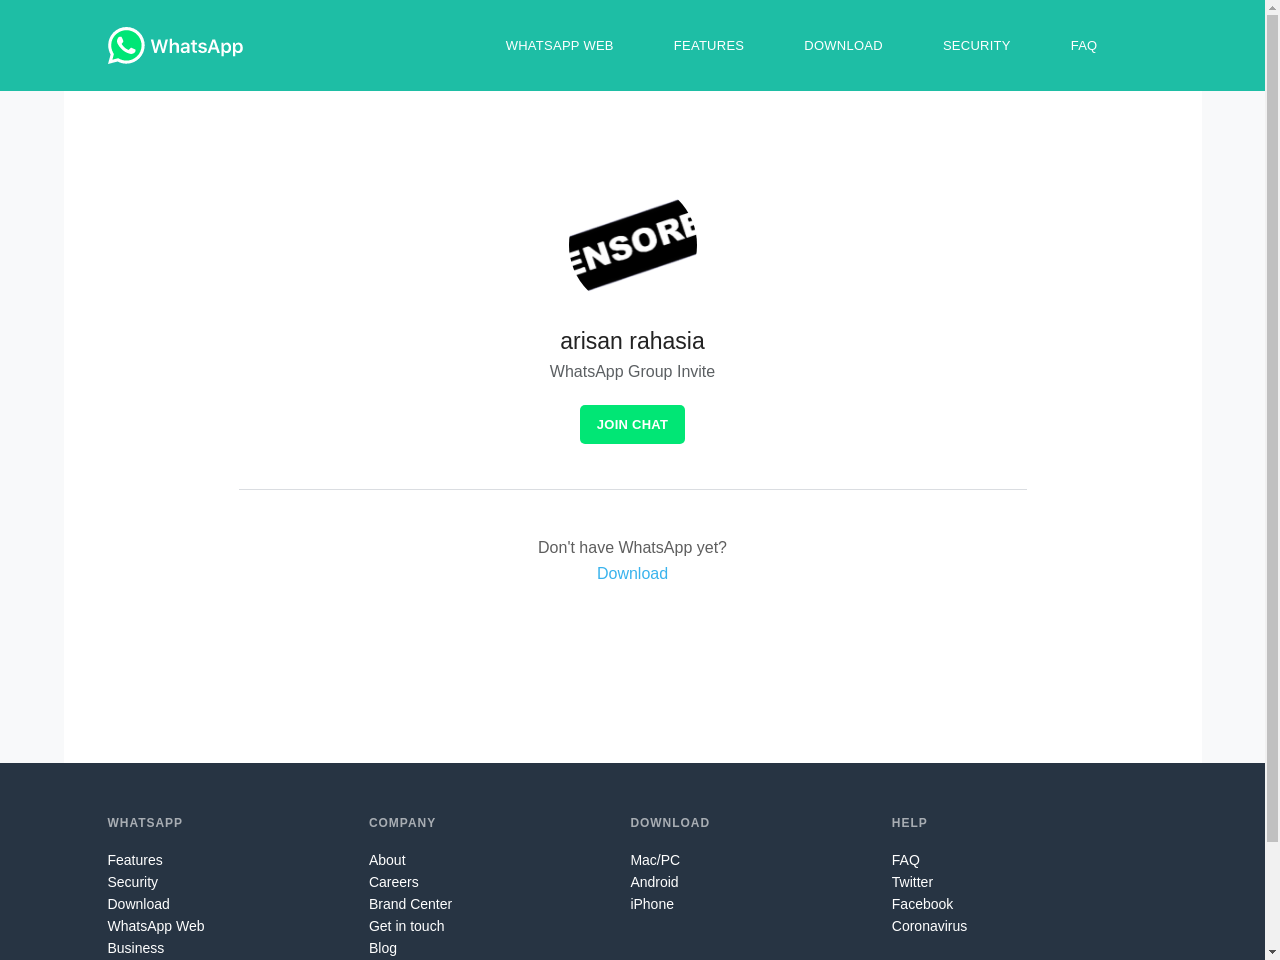 WhatsApp
WHATSAPP WEB
FEATURES
DOWNLOAD
SECURITY
FAQ
ENSORE
arisan rahasia
WhatsApp Group Invite
JOIN CHAT
Don't have WhatsApp yet?
Download
WHATSAPP
Features
Security
Download
WhatsApp Web
Business
COMPANY
About
Careers
Brand Center
Get in touch
Blog
DOWNLOAD
Mac/PC
Android
iPhone
HELP
FAQ
Twitter
Facebook
Coronavirus